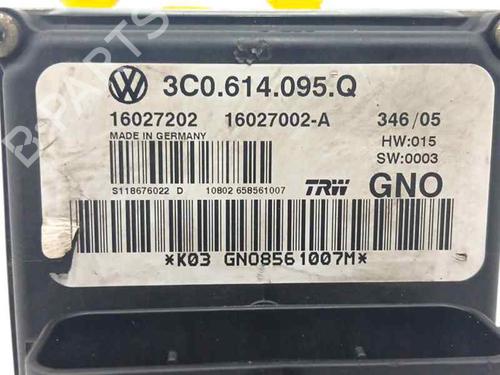 B-PARTS
3C0.614.095.Q
16027202 16027002-A 346/05
MADE IN GERMANY HW:015
SW:0003
S118676022 D 10802 658561007 TRW GNO
*K03 GNO8561007M*